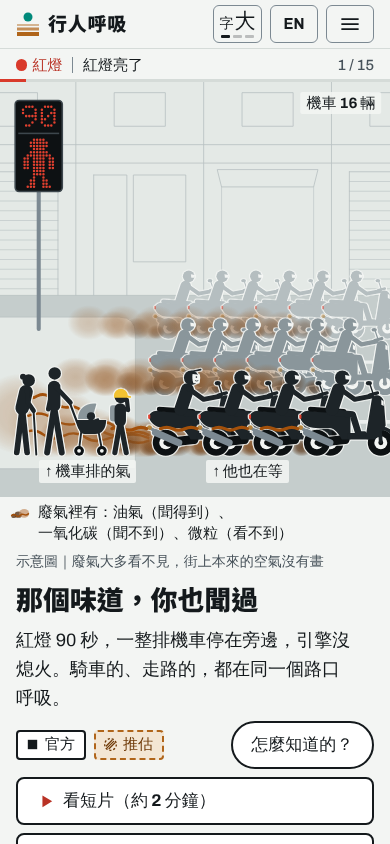 行人呼吸
字大
EN
紅燈 紅燈亮了
1 / 15
機車 16 輛
90
↑機車排的氣
↑他也在等
廢氣裡有：油氣（聞得到）、
一氧化碳（聞不到）、微粒（看不到）
示意圖｜廢氣大多看不見，街上本來的空氣沒有畫
那個味道，你也聞過
紅燈 90 秒，一整排機車停在旁邊，引擎沒
熄火。騎車的、走路的，都在同一個路口
呼吸。
官方
推估
怎麼知道的？
看短片（約 2 分鐘）